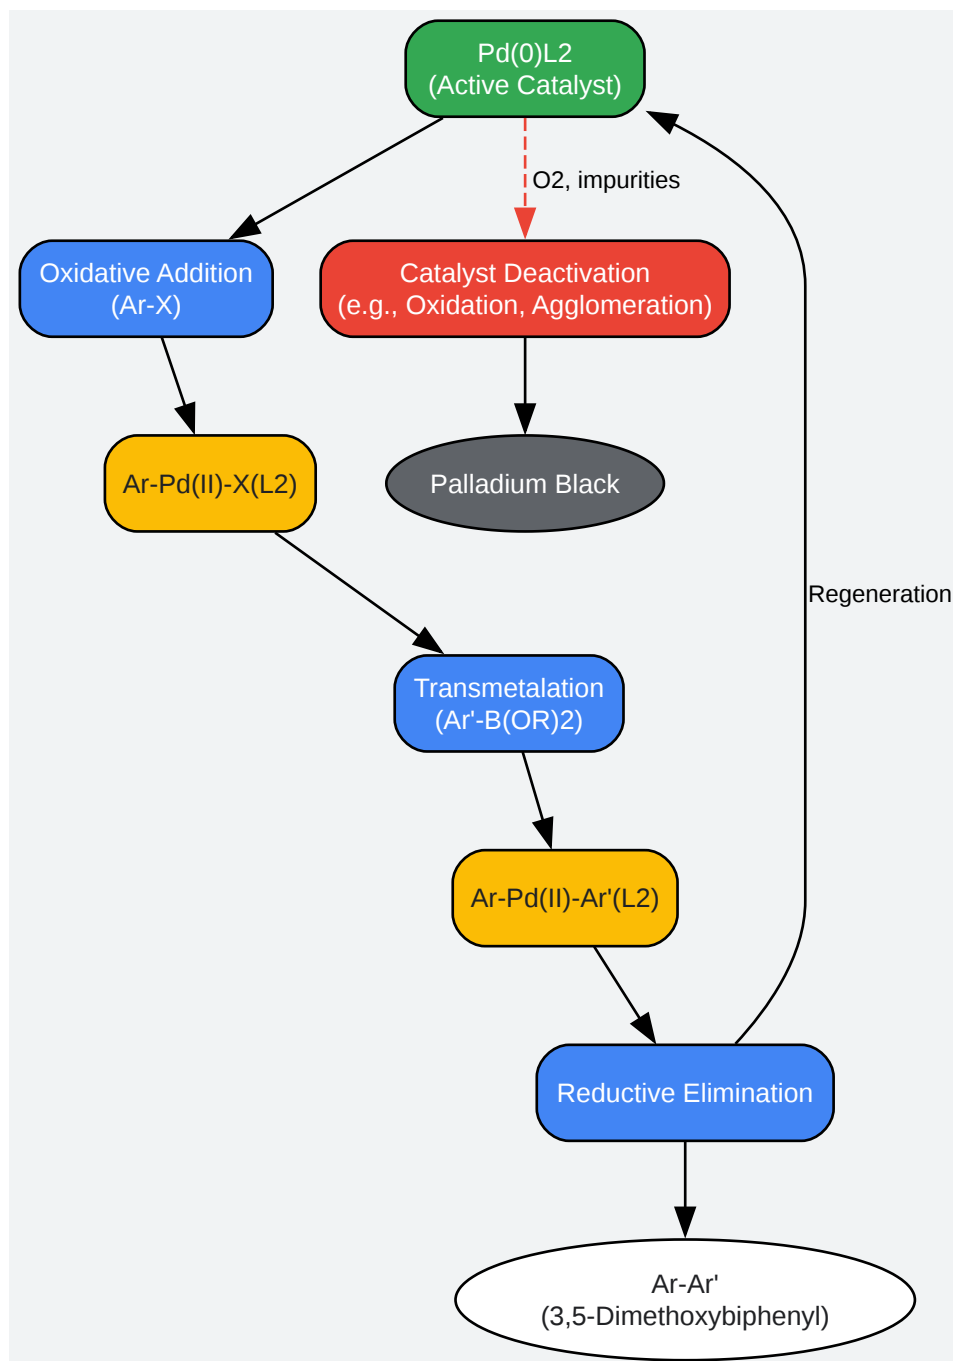 Pd(0)L2
(Active Catalyst)
O2, impurities
Oxidative Addition
(Ar-X)
Catalyst Deactivation
(e.g., Oxidation, Agglomeration)
Ar-Pd(II)-X(L2)
Palladium Black
Regeneration
Transmetalation
(Ar'-B(OR)2)
Ar-Pd(II)-Ar'(L2)
Reductive Elimination
Ar-Ar'
(3,5-Dimethoxybiphenyl)